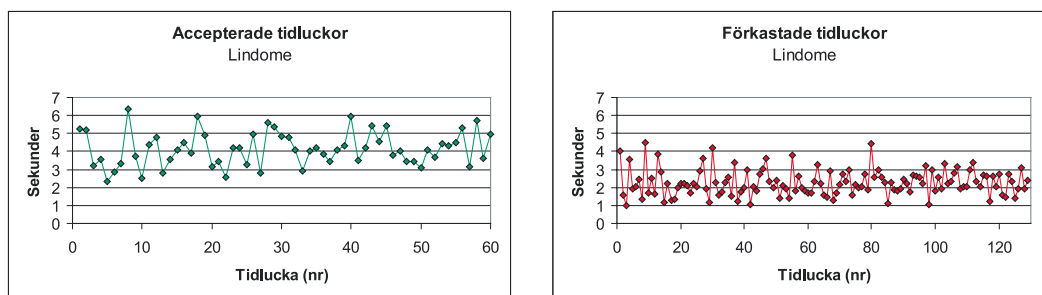 Accepterade tidluckor
Lindome
Sekunder
7
6
5
4
3
2
1
0
0 10 20 30 40 50 60
Tidlucka (nr)
Förkastade tidluckor
Lindome
Sekunder
7
6
5
4
3
2
1
0
0 20 40 60 80 100 120
Tidlucka (nr)